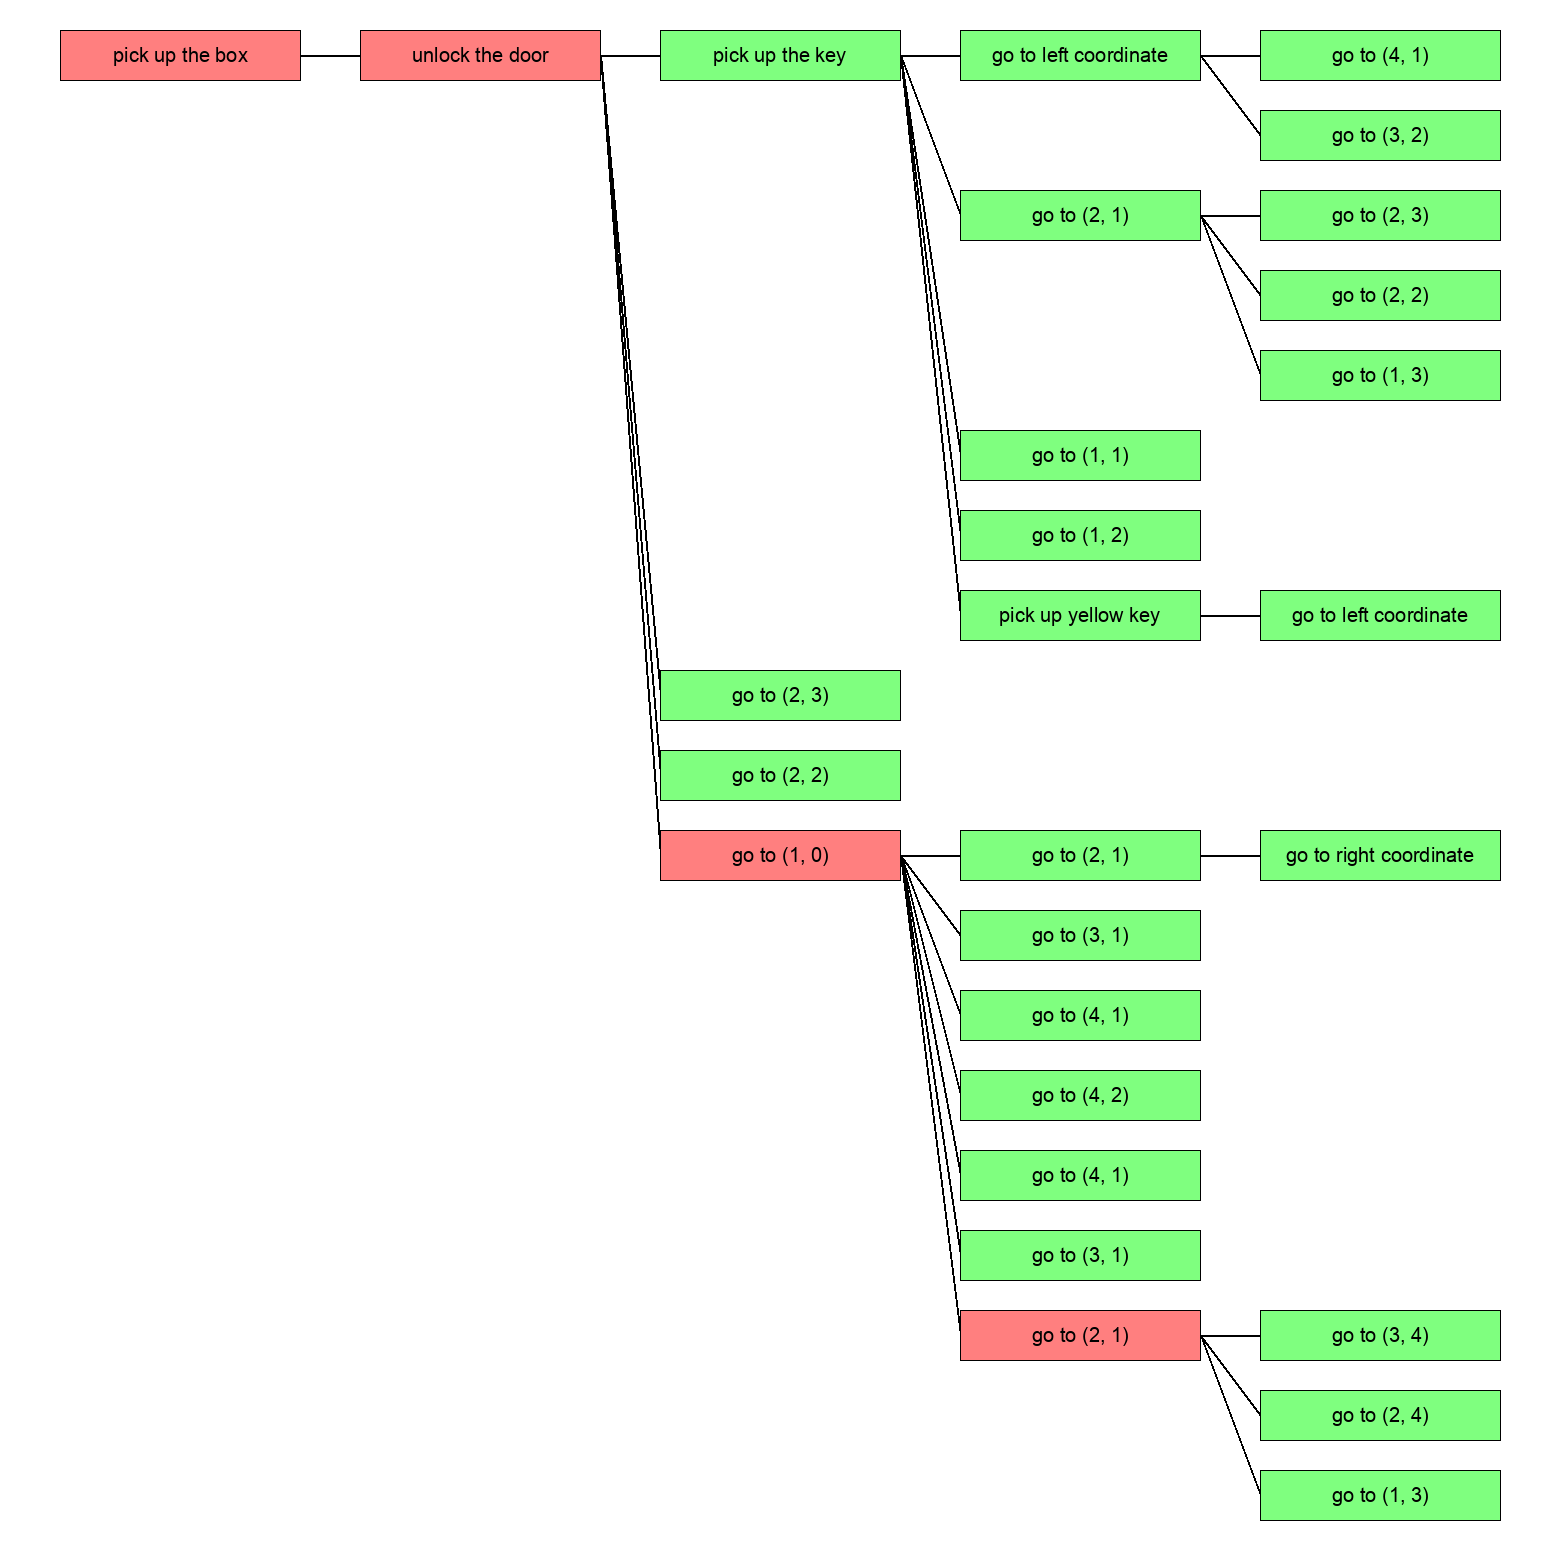 pick up the box
unlock the door
pick up the key
go to left coordinate
go to (4, 1)
go to (3, 2)
go to (2, 1)
go to (2, 3)
go to (2, 2)
go to (1, 3)
go to (1, 1)
go to (1, 2)
pick up yellow key
go to left coordinate
go to (2, 3)
go to (2, 2)
go to (1, 0)
go to (2, 1)
go to right coordinate
go to (3, 1)
go to (4, 1)
go to (4, 2)
go to (4, 1)
go to (3, 1)
go to (2, 1)
go to (3, 4)
go to (2, 4)
go to (1, 3)